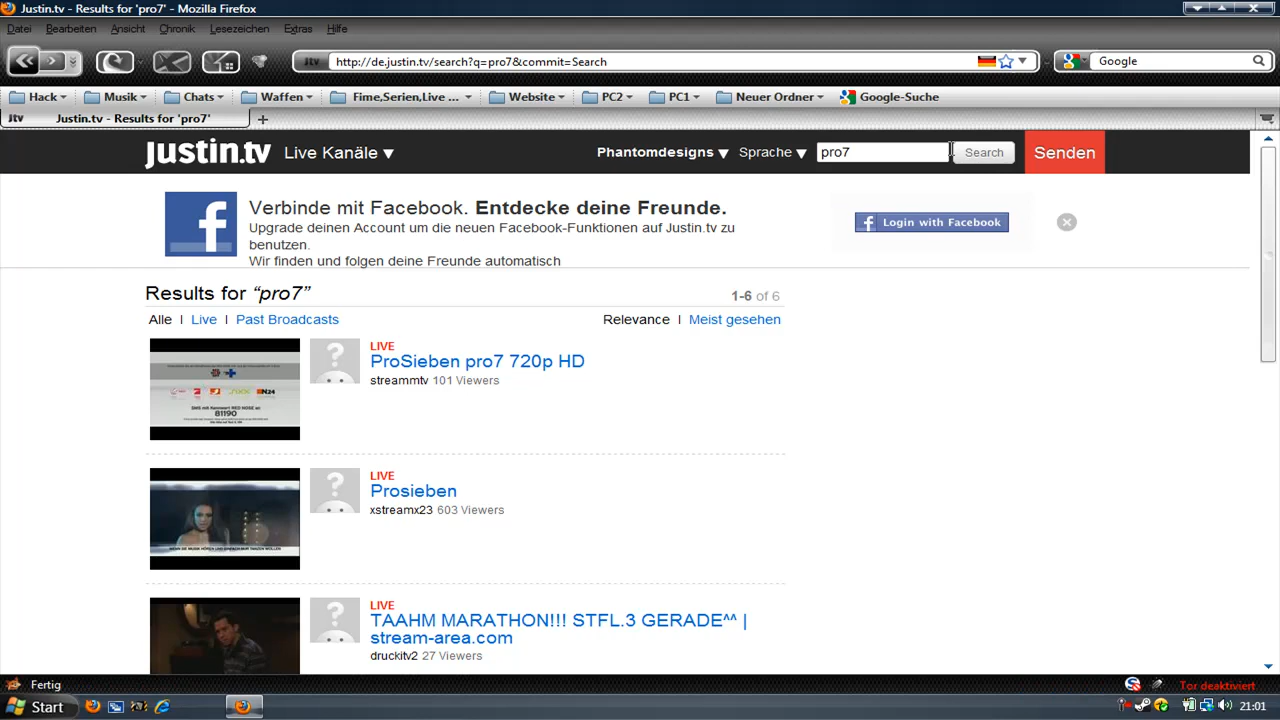 Justin.tv - Results for 'pro7' - Mozilla Firefox
Datei Bearbeiten Ansicht Chronik Lesezeichen Extras Hilfe
jtv http://de.justin.tv/search?q=pro7&commit=Search Google
Hack Musik Chats Waffen Fime,Serien,Live ... Website PC2 PC1 Neuer Ordner Google-Suche
jtv Justin.tv - Results for 'pro7'
Justin.tv Live Kanäle Phantomdesigns Sprache pro7 Search Senden
Verbinde mit Facebook. Entdecke deine Freunde.
Upgrade deinen Account um die neuen Facebook-Funktionen auf Justin.tv zu
benutzen.
Wir finden und folgen deine Freunde automatisch
Login with Facebook
Results for “pro7” 1-6 of 6
Alle | Live | Past Broadcasts Relevance | Meist gesehen
LIVE
ProSieben pro7 720p HD
streammtv 101 Viewers
N24
81190
LIVE
Prosieben
xstreamx23 603 Viewers
LIVE
TAAHM MARATHON!!! STFL.3 GERADE^^ |
stream-area.com
druckitv2 27 Viewers
Fertig Tor deaktiviert
Start 21:01